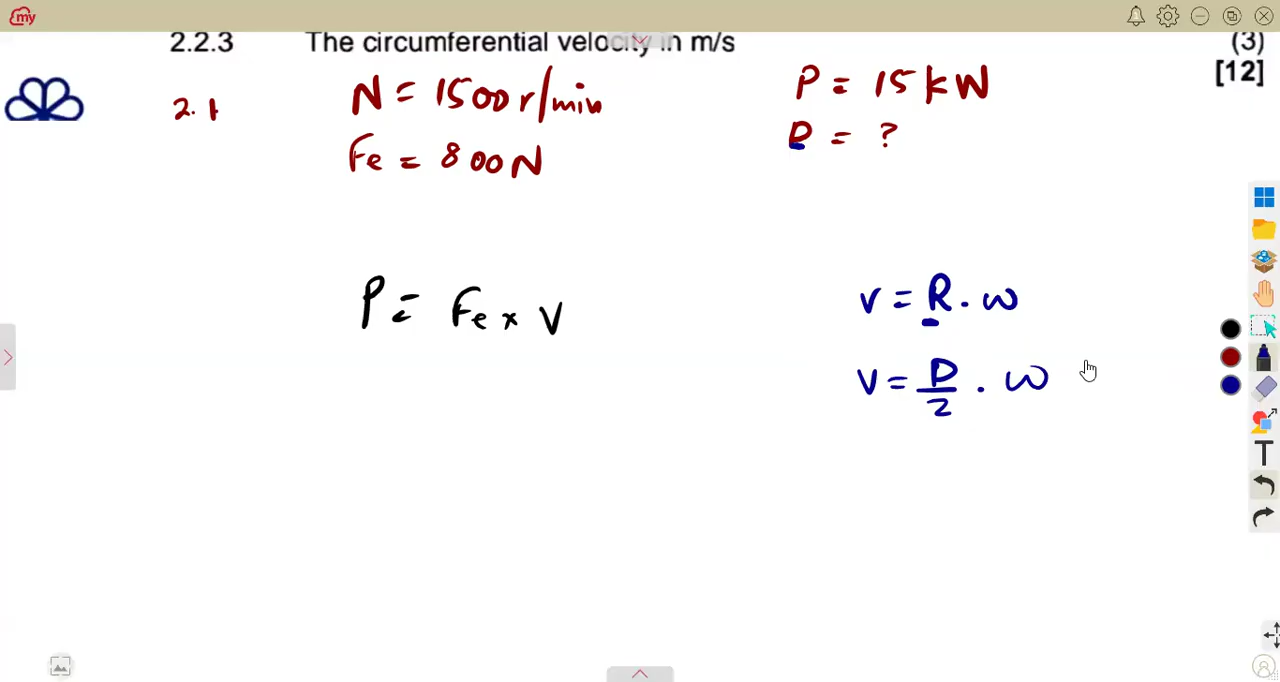 my
2.2.3 The circumferential velocity in m/s (3)
[12]
2.1 N = 1500 r/min P = 15 kW
Fe = 800 N D = ?
P = Fe × V v = R . ω
v = D/2 . ω
T